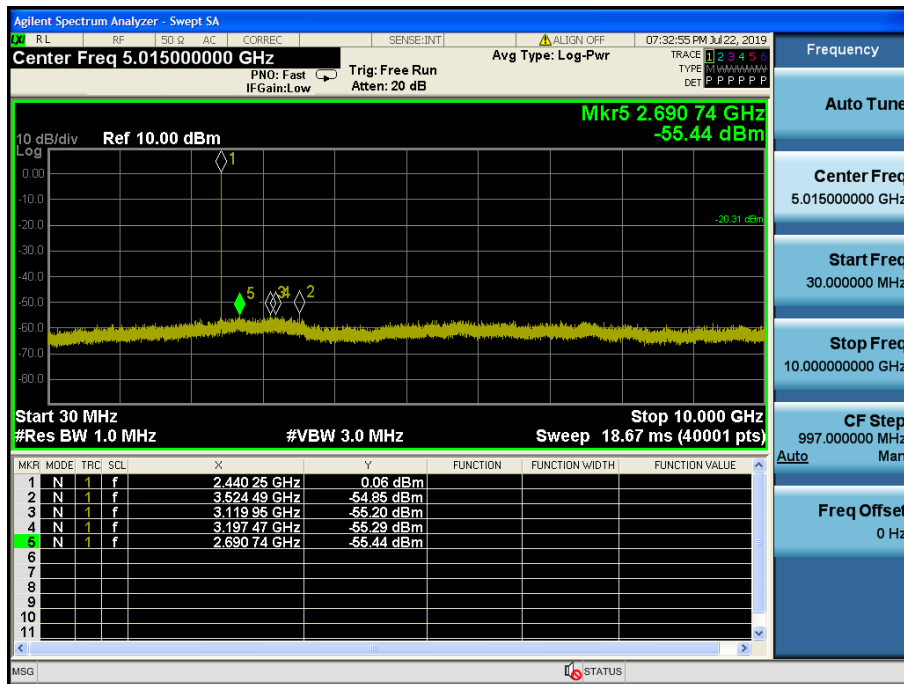 Agilent Spectrum Analyzer - Swept SA
LXI RL RF 50 Ω AC CORREC SENSE:INT ALIGN OFF 07:32:55 PM Jul 22, 2019
Center Freq 5.015000000 GHz
PNO: Fast
IFGain:Low
Trig: Free Run
Atten: 20 dB
Avg Type: Log-Pwr
TRACE 1 2 3 4 5 6
TYPE MWWWWW
DET P P P P P P
Mkr5 2.690 74 GHz
-55.44 dBm
10 dB/div Ref 10.00 dBm
Log
0.00
-10.0
-20.0
-30.0
-40.0
-50.0
-60.0
-70.0
-80.0
1
-20.31 dBm
5 3 4 2
Start 30 MHz Stop 10.000 GHz
#Res BW 1.0 MHz #VBW 3.0 MHz Sweep 18.67 ms (40001 pts)
MKR MODE TRC SCL X Y FUNCTION FUNCTION WIDTH FUNCTION VALUE
1 N 1 f 2.440 25 GHz 0.06 dBm
2 N 1 f 3.524 49 GHz -54.85 dBm
3 N 1 f 3.119 95 GHz -55.20 dBm
4 N 1 f 3.197 47 GHz -55.29 dBm
5 N 1 f 2.690 74 GHz -55.44 dBm
6
7
8
9
10
11
MSG STATUS
Frequency
Auto Tune
Center Freq
5.015000000 GHz
Start Freq
30.000000 MHz
Stop Freq
10.000000000 GHz
CF Step
997.000000 MHz
Auto Man
Freq Offset
0 Hz